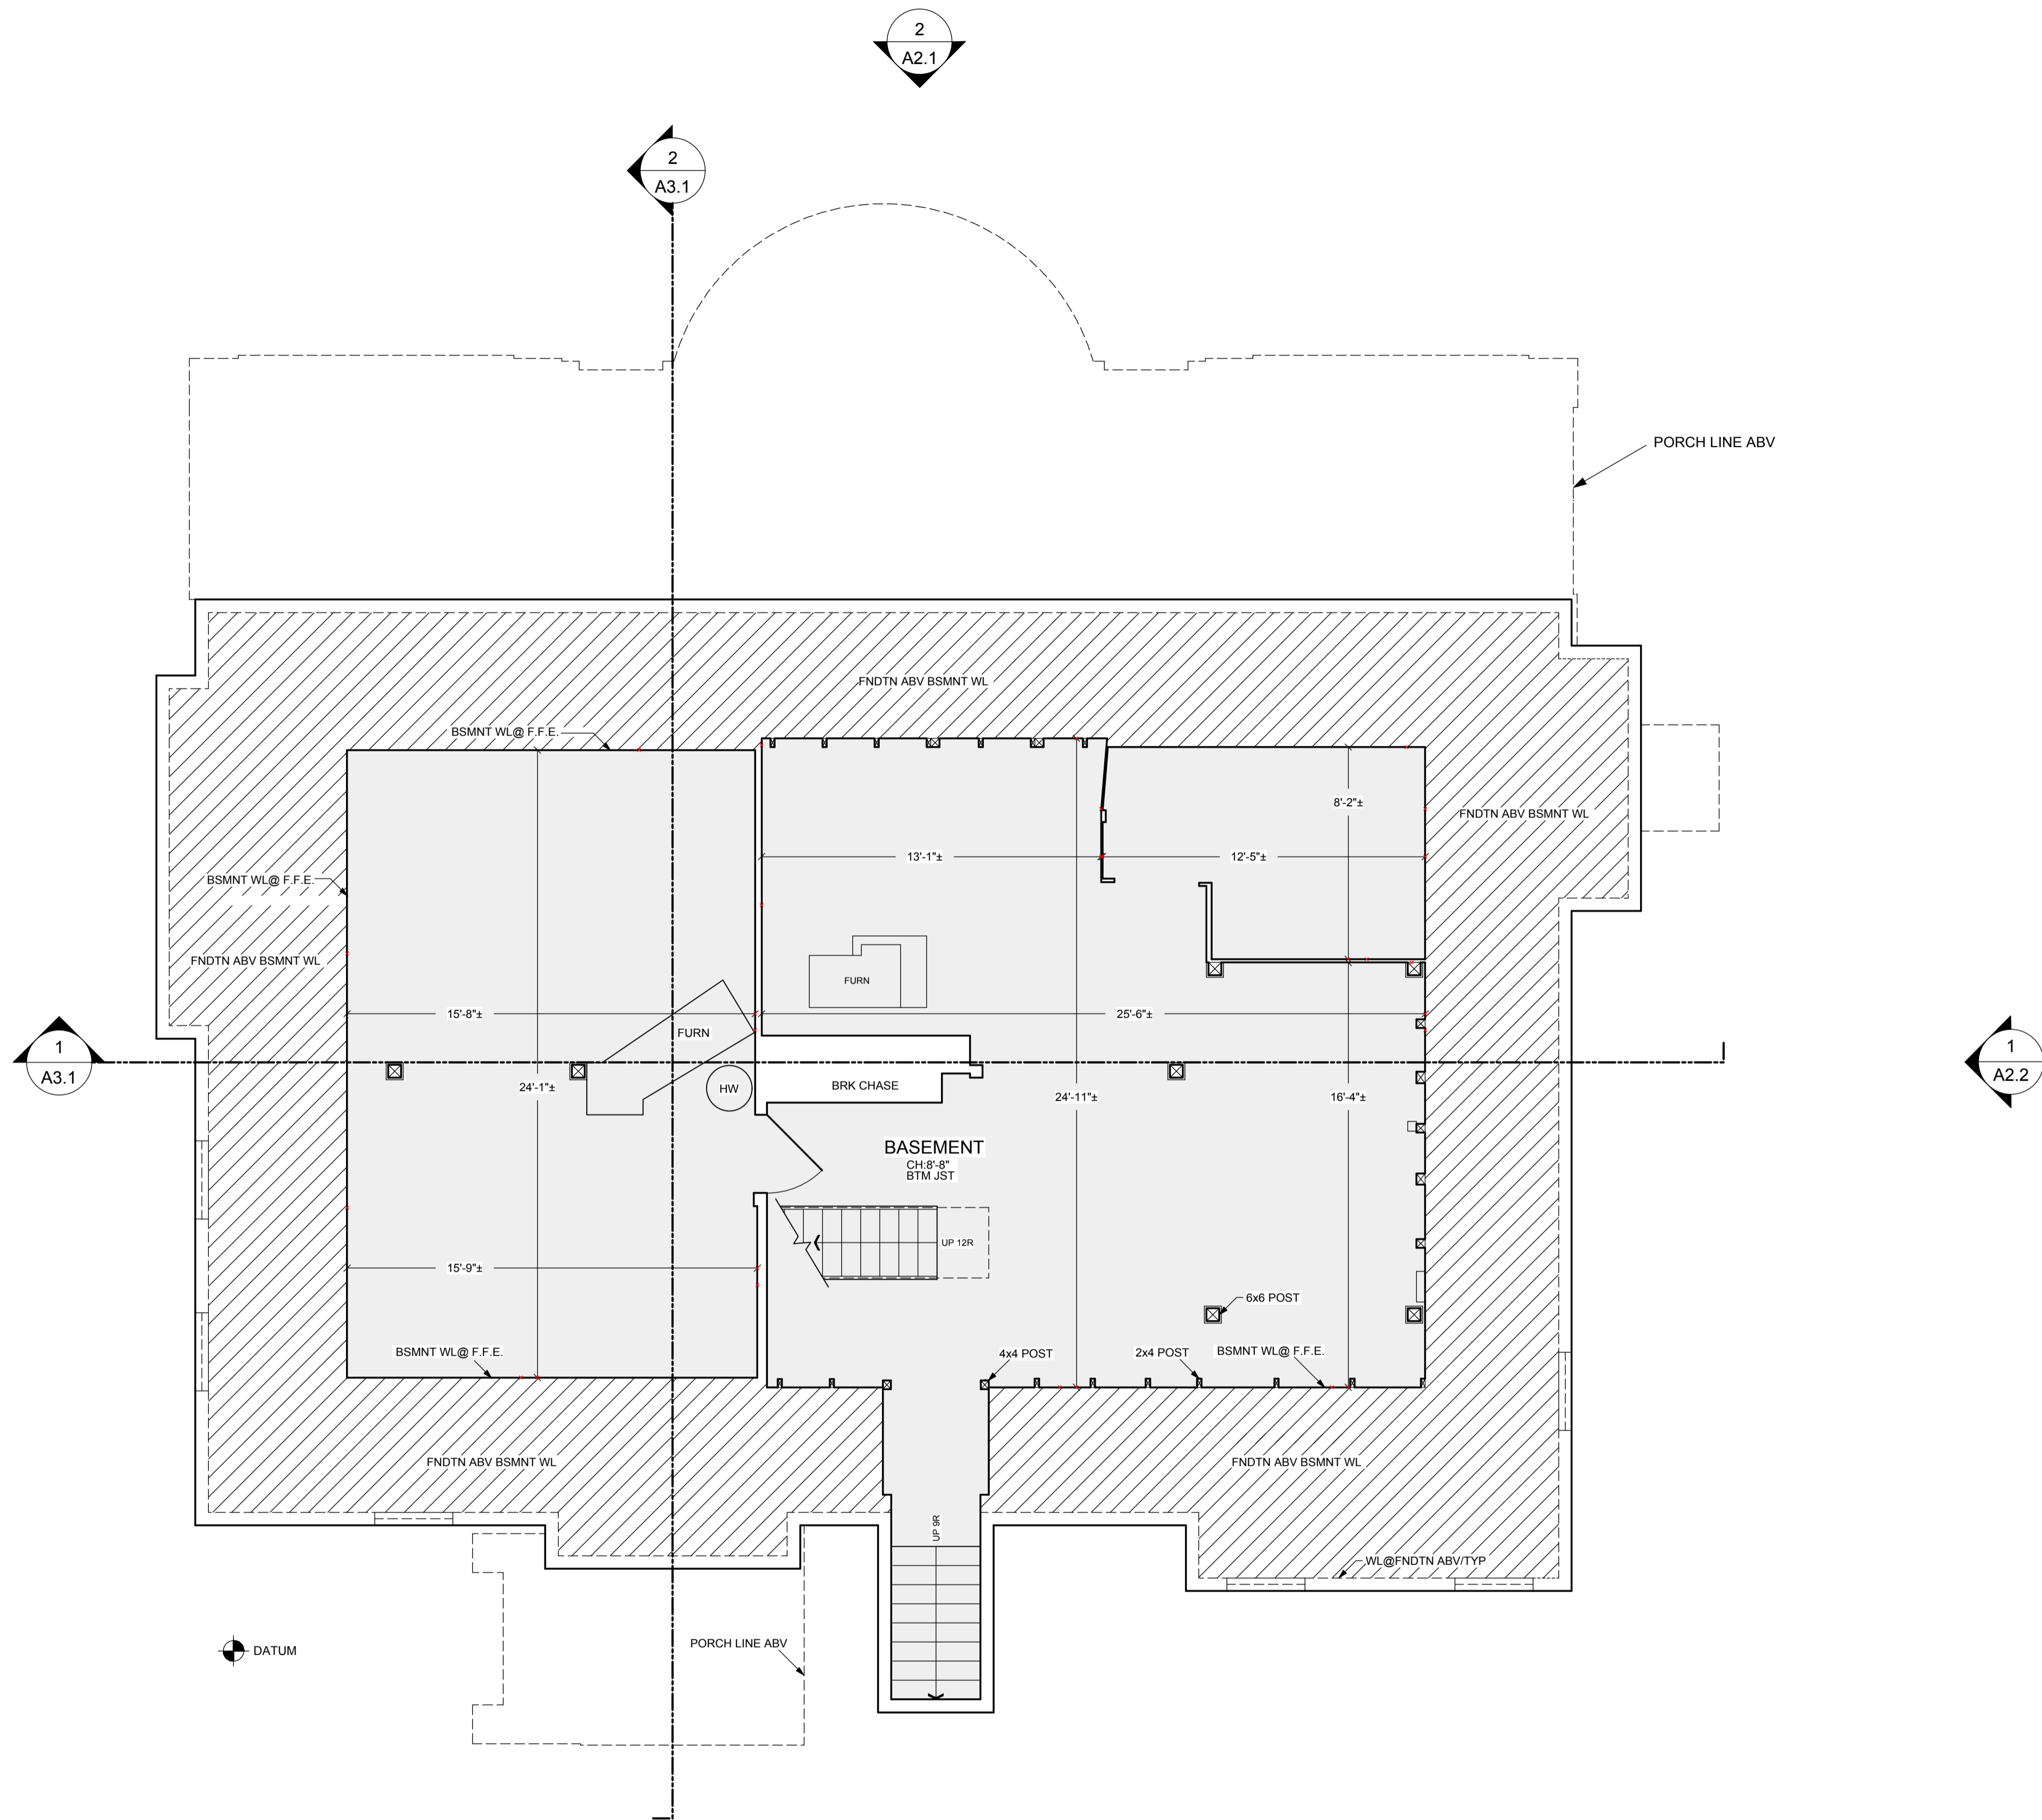 2
A2.1
2
A3.1
PORCH LINE ABV
FNDTN ABV BSMNT WL
BSMNT WL@ F.F.E.
8'-2"±
FNDTN ABV BSMNT WL
13'-1"±
12'-5"±
BSMNT WL@ F.F.E.
FNDTN ABV BSMNT WL
FURN
15'-8"±
25'-6"±
FURN
1
A3.1
1
A2.2
24'-1"±
HW
BRK CHASE
24'-11"±
16'-4"±
BASEMENT
CH:8'-8"
BTM JST
UP 12R
15'-9"±
6x6 POST
BSMNT WL@ F.F.E.
4x4 POST
2x4 POST
BSMNT WL@ F.F.E.
FNDTN ABV BSMNT WL
FNDTN ABV BSMNT WL
UP 9R
WL@FNDTN ABV/TYP
PORCH LINE ABV
DATUM